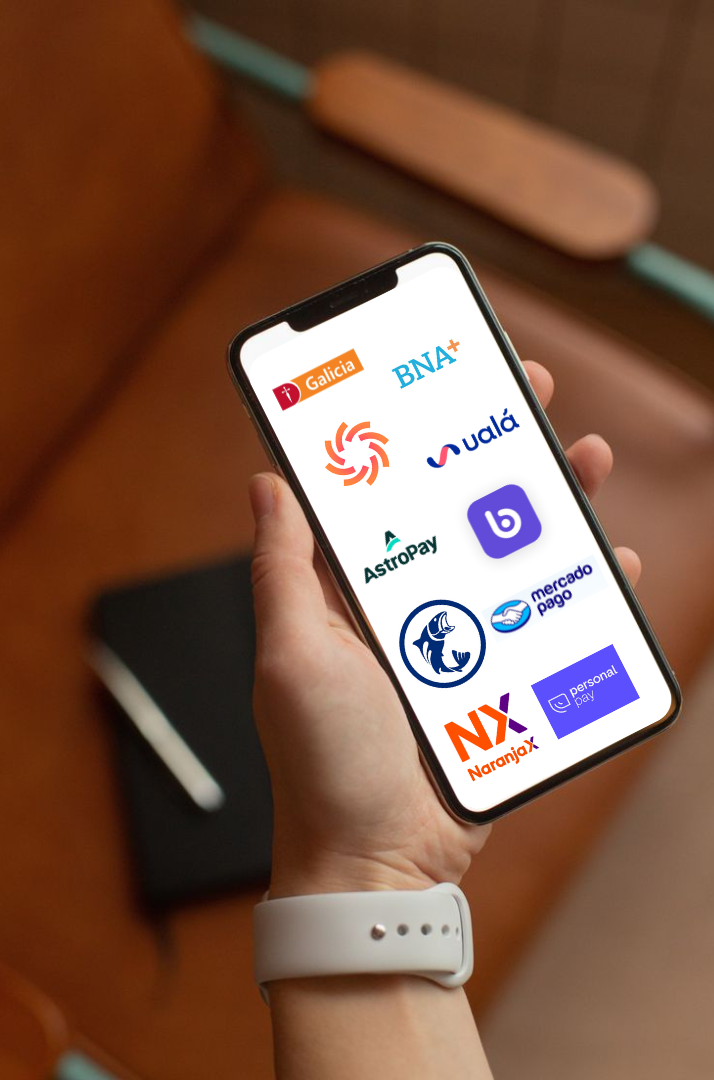 Galicia
BNA+
ualá
AstroPay
b
mercado
pago
personal
pay
NX
NaranjaX